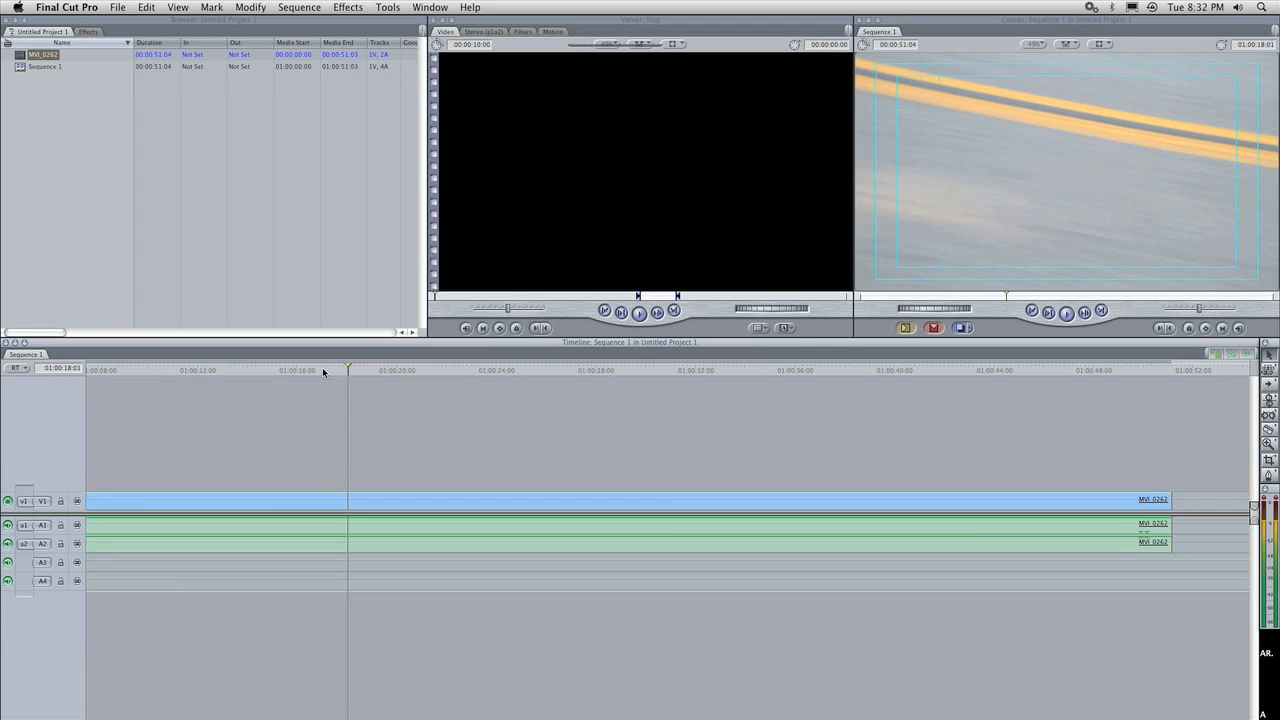 Final Cut Pro File Edit View Mark Modify Sequence Effects Tools Window Help Tue 8:32 PM
Browser: Untitled Project 1 Viewer: Slug Canvas: Sequence 1 in Untitled Project 1
Untitled Project 1 Effects Video Stereo (a1a2) Filters Motion Sequence 1
Name Duration In Out Media Start Media End Tracks Good 00:00:10:00 00:00:00:00 00:00:51:04 49% 01:00:18:01
MVI_0262 00:00:51:04 Not Set Not Set 00:00:00:00 00:00:51:03 1V, 2A
Sequence 1 00:00:51:04 Not Set Not Set 01:00:00:00 01:00:51:03 1V, 4A
Timeline: Sequence 1 in Untitled Project 1
Sequence 1
RT 01:00:18:01 01:00:08:00 01:00:12:00 01:00:16:00 01:00:20:00 01:00:24:00 01:00:28:00 01:00:32:00 01:00:36:00 01:00:40:00 01:00:44:00 01:00:48:00 01:00:52:00
v1 V1 MVI_0262
a1 A1 MVI_0262
a2 A2 MVI_0262
A3
A4
AR.
A